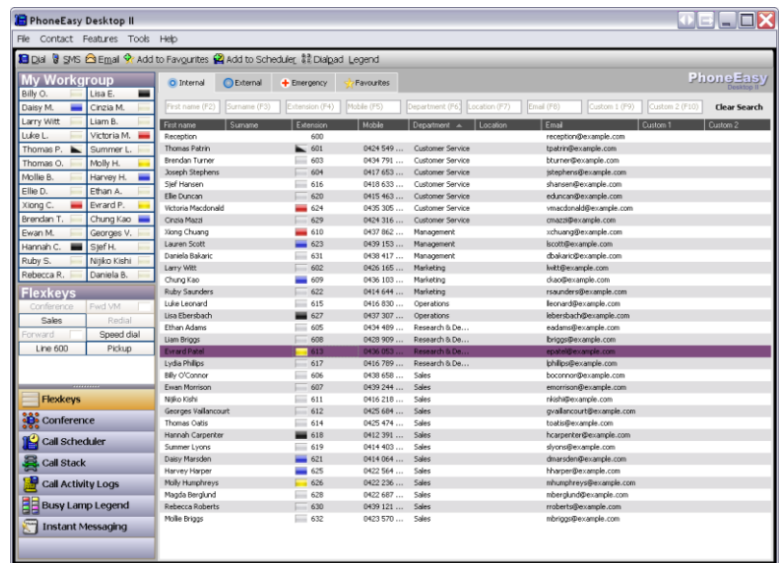 PhoneEasy Desktop II
File Contact Features Tools Help
Dial SMS Email Add to Favourites Add to Scheduler Dialpad Legend
My Workgroup
Billy O. Lisa E.
Daisy M. Cinzia M.
Larry Witt Liam B.
Luke L. Victoria M.
Thomas P. Summer L.
Thomas O. Molly H.
Mollie B. Harvey H.
Ellie D. Ethan A.
Xiong C. Evrard P.
Brendan T. Chung Kao
Ewan M. Georges V.
Hannah C. Sjef H.
Ruby S. Nijiko Kishi
Rebecca R. Daniela B.
Flexkeys
Conference Fwd VM
Sales Redial
Forward Speed dial
Line 600 Pickup
Flexkeys
Conference
Call Scheduler
Call Stack
Call Activity Logs
Busy Lamp Legend
Instant Messaging
Internal External Emergency Favourites
PhoneEasy
Desktop II
First name (F2) Surname (F3) Extension (F4) Mobile (F5) Department (F6) Location (F7) Email (F8) Custom 1 (F9) Custom 2 (F10) Clear Search
First name Surname Extension Mobile Department Location Email Custom 1 Custom 2
Reception 600 reception@example.com
Thomas Patrin 601 0424 549 ... Customer Service tpatrin@example.com
Brendan Turner 603 0434 791 ... Customer Service bturner@example.com
Joseph Stephens 604 0417 653 ... Customer Service jstephens@example.com
Sjef Hansen 616 0418 633 ... Customer Service shansen@example.com
Ellie Duncan 620 0415 463 ... Customer Service eduncan@example.com
Victoria Macdonald 624 0435 305 ... Customer Service vmacdonald@example.com
Cinzia Mazzi 629 0424 316 ... Customer Service cmazzi@example.com
Xiong Chuang 610 0437 862 ... Management xchuang@example.com
Lauren Scott 623 0439 153 ... Management lscott@example.com
Daniela Bakaric 631 0438 417 ... Management dbakaric@example.com
Larry Witt 602 0426 165 ... Marketing lwitt@example.com
Chung Kao 609 0436 103 ... Marketing ckao@example.com
Ruby Saunders 622 0414 644 ... Marketing rsaunders@example.com
Luke Leonard 615 0416 830 ... Operations lleonard@example.com
Lisa Ebersbach 627 0437 307 ... Operations lebersbach@example.com
Ethan Adams 605 0434 489 ... Research & De... eadams@example.com
Liam Briggs 608 0428 909 ... Research & De... lbriggs@example.com
Evrard Patel 613 0436 053 ... Research & De... epatel@example.com
Lydia Phillips 617 0416 789 ... Research & De... lphillips@example.com
Billy O'Connor 606 0438 658 ... Sales boconnor@example.com
Ewan Morrison 607 0439 244 ... Sales emorrison@example.com
Nijiko Kishi 611 0416 218 ... Sales nkishi@example.com
Georges Vaillancourt 612 0425 684 ... Sales gvaillancourt@example.com
Thomas Oatis 614 0425 474 ... Sales toatis@example.com
Hannah Carpenter 618 0412 391 ... Sales hcarpenter@example.com
Summer Lyons 619 0414 403 ... Sales slyons@example.com
Daisy Marsden 621 0414 064 ... Sales dmarsden@example.com
Harvey Harper 625 0422 564 ... Sales hharper@example.com
Molly Humphreys 626 0422 236 ... Sales mhumphreys@example.com
Magda Berglund 628 0422 687 ... Sales mberglund@example.com
Rebecca Roberts 630 0439 121 ... Sales rroberts@example.com
Mollie Briggs 632 0423 570 ... Sales mbriggs@example.com